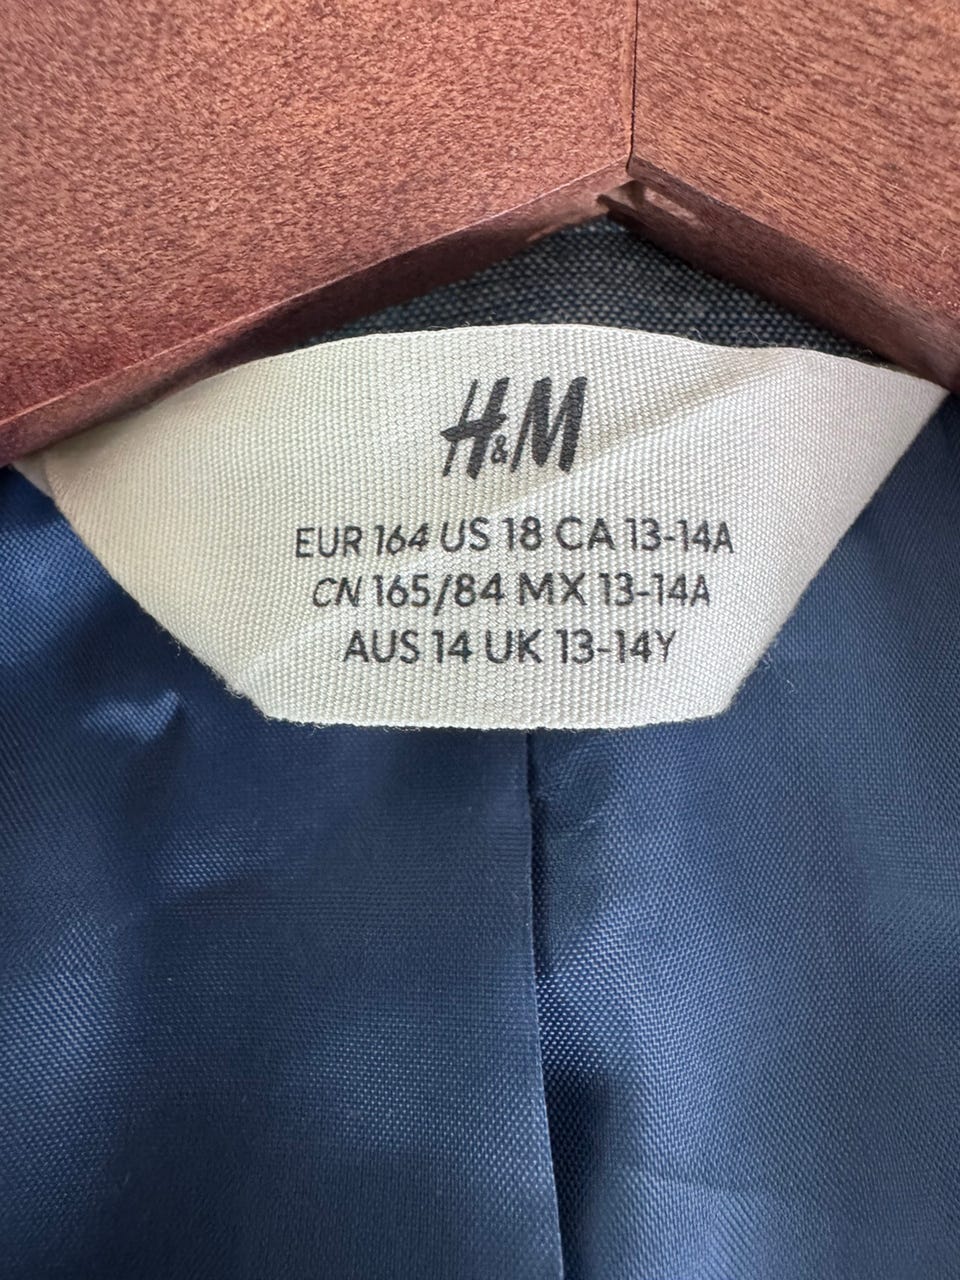 H&M
EUR 164 US 18 CA 13-14A
CN 165/84 MX 13-14A
AUS 14 UK 13-14Y